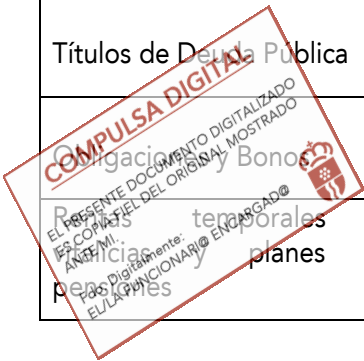 Títulos de Deuda Pública
Obligaciones y Bonos
Rentas temporales
vitalicias y planes
pensiones
COMPULSA DIGITAL
EL PRESENTE DOCUMENTO DIGITALIZADO
ES COPIA FIEL DEL ORIGINAL MOSTRADO
ANTE MI
Fdo. Digitalmente:
EL/LA FUNCIONARI@ ENCARGAD@